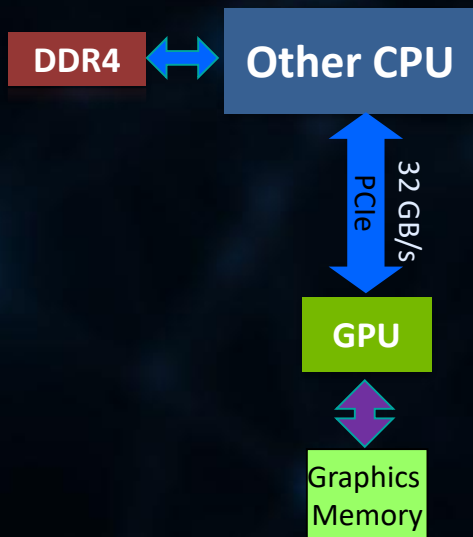 DDR4
Other CPU
PCIe
32 GB/s
GPU
Graphics
Memory